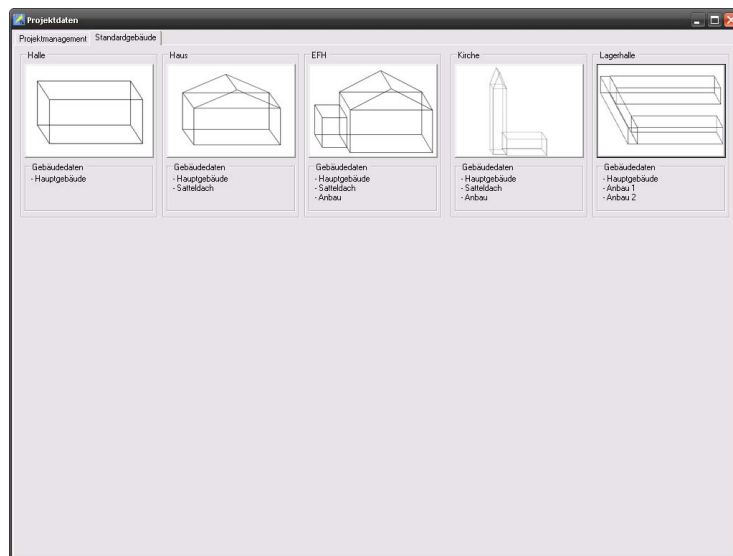 Projektdaten
Projektmanagement Standardgebäude
Halle
Gebäudedaten
- Hauptgebäude
Haus
Gebäudedaten
- Hauptgebäude
- Satteldach
EFH
Gebäudedaten
- Hauptgebäude
- Satteldach
- Anbau
Kirche
Gebäudedaten
- Hauptgebäude
- Satteldach
- Anbau
Lagerhalle
Gebäudedaten
- Hauptgebäude
- Anbau 1
- Anbau 2